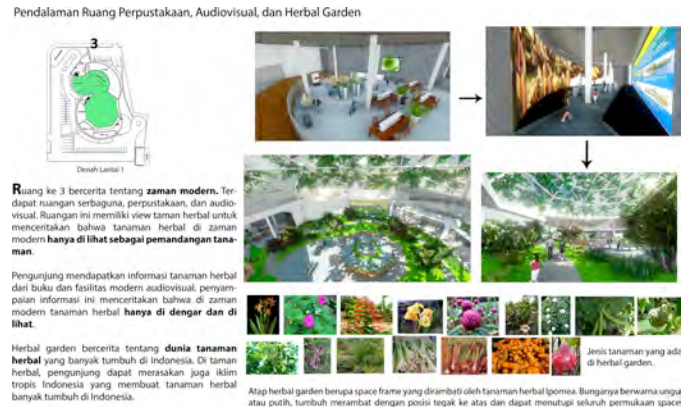 Pendalaman Ruang Perpustakaan, Audiovisual, dan Herbal Garden
3
Denah Lantai 1
Ruang ke 3 bercerita tentang zaman modern. Ter-
dapat ruangan serbaguna, perpustakaan, dan audio-
visual. Ruangan ini memiliki view taman herbal untuk
menceritakan bahwa tanaman herbal di zaman
modern hanya di lihat sebagai pemandangan tana-
man.
Pengunjung mendapatkan informasi tanaman herbal
dari buku dan fasilitas modern audiovisual. penyam-
paian informasi ini menceritakan bahwa di zaman
modern tanaman herbal hanya di dengar dan di
lihat.
Herbal garden bercerita tentang dunia tanaman
herbal yang banyak tumbuh di Indonesia. Di taman
herbal, pengunjung dapat merasakan juga iklim
tropis Indonesia yang membuat tanaman herbal
banyak tumbuh di Indonesia.
Jenis tanaman yang ada
di herbal garden.
Atap herbal garden berupa space frame yang dirambati oleh tanaman herbal Ipomea. Bunganya berwarna ungu
atau putih, tumbuh merambat dengan posisi tegak ke atas dan dapat menutupi seluruh permukaan space